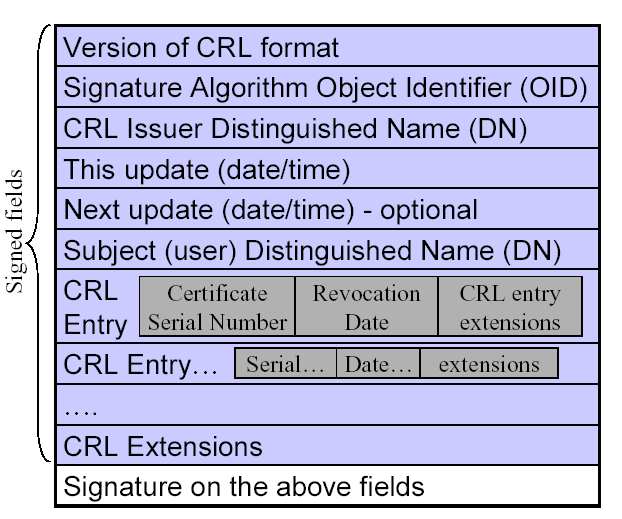 Signed fields
Version of CRL format
Signature Algorithm Object Identifier (OID)
CRL Issuer Distinguished Name (DN)
This update (date/time)
Next update (date/time) - optional
Subject (user) Distinguished Name (DN)
CRL Entry
Certificate Serial Number
Revocation Date
CRL entry extensions
CRL Entry… Serial… Date… extensions
….
CRL Extensions
Signature on the above fields